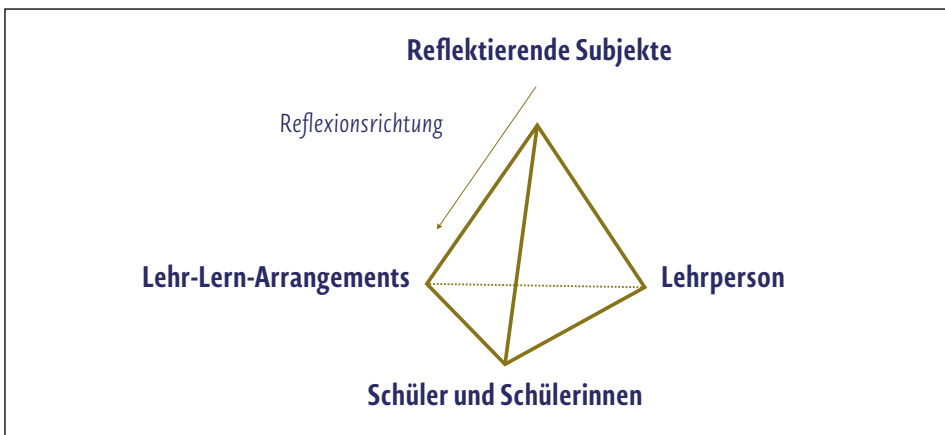 Reflektierende Subjekte
Reflexionsrichtung
Lehr-Lern-Arrangements
Lehrperson
Schüler und Schülerinnen